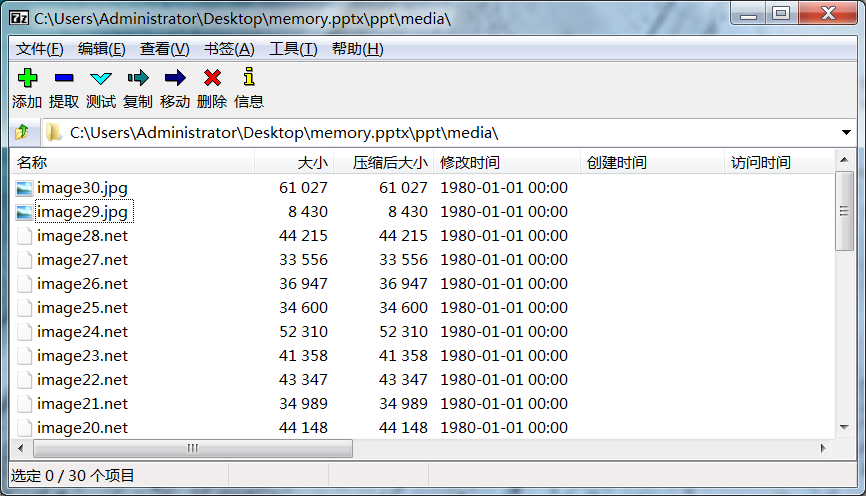 C:\Users\Administrator\Desktop\memory.pptx\ppt\media\
文件(F) 编辑(E) 查看(V) 书签(A) 工具(T) 帮助(H)
添加 提取 测试 复制 移动 删除 信息
C:\Users\Administrator\Desktop\memory.pptx\ppt\media\
名称 大小 压缩后大小 修改时间 创建时间 访问时间
image30.jpg 61 027 61 027 1980-01-01 00:00
image29.jpg 8 430 8 430 1980-01-01 00:00
image28.net 44 215 44 215 1980-01-01 00:00
image27.net 33 556 33 556 1980-01-01 00:00
image26.net 36 947 36 947 1980-01-01 00:00
image25.net 34 600 34 600 1980-01-01 00:00
image24.net 52 310 52 310 1980-01-01 00:00
image23.net 41 358 41 358 1980-01-01 00:00
image22.net 43 347 43 347 1980-01-01 00:00
image21.net 34 989 34 989 1980-01-01 00:00
image20.net 44 148 44 148 1980-01-01 00:00
选定 0 / 30 个项目